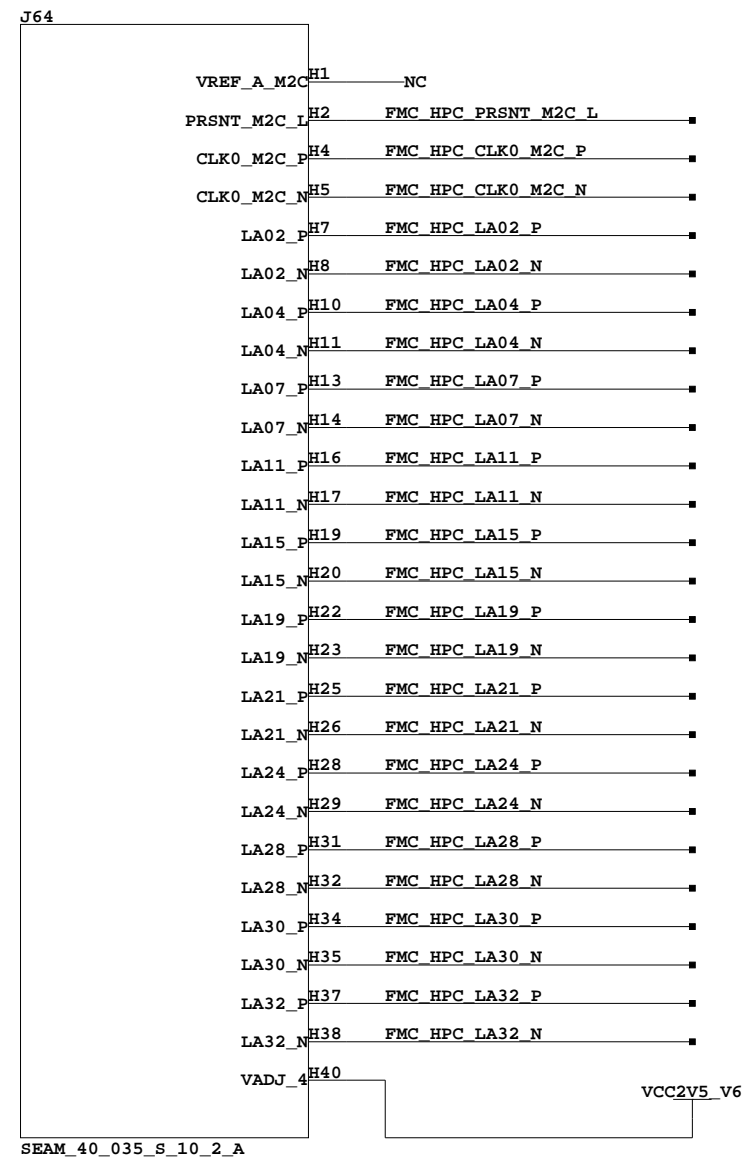 J64
VREF_A_M2C H1 NC
PRSNT_M2C_L H2 FMC_HPC_PRSNT_M2C_L
CLK0_M2C_P H4 FMC_HPC_CLK0_M2C_P
CLK0_M2C_N H5 FMC_HPC_CLK0_M2C_N
LA02_P H7 FMC_HPC_LA02_P
LA02_N H8 FMC_HPC_LA02_N
LA04_P H10 FMC_HPC_LA04_P
LA04_N H11 FMC_HPC_LA04_N
LA07_P H13 FMC_HPC_LA07_P
LA07_N H14 FMC_HPC_LA07_N
LA11_P H16 FMC_HPC_LA11_P
LA11_N H17 FMC_HPC_LA11_N
LA15_P H19 FMC_HPC_LA15_P
LA15_N H20 FMC_HPC_LA15_N
LA19_P H22 FMC_HPC_LA19_P
LA19_N H23 FMC_HPC_LA19_N
LA21_P H25 FMC_HPC_LA21_P
LA21_N H26 FMC_HPC_LA21_N
LA24_P H28 FMC_HPC_LA24_P
LA24_N H29 FMC_HPC_LA24_N
LA28_P H31 FMC_HPC_LA28_P
LA28_N H32 FMC_HPC_LA28_N
LA30_P H34 FMC_HPC_LA30_P
LA30_N H35 FMC_HPC_LA30_N
LA32_P H37 FMC_HPC_LA32_P
LA32_N H38 FMC_HPC_LA32_N
VADJ_4 H40
VCC2V5_V6
SEAM_40_035_S_10_2_A